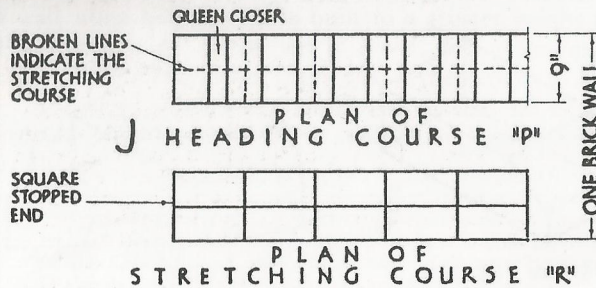 QUEEN CLOSER
BROKEN LINES
INDICATE THE
STRETCHING
COURSE
9"
ONE BRICK WALL
PLAN OF
J HEADING COURSE "P"
SQUARE
STOPPED
END
PLAN OF
STRETCHING COURSE "R"